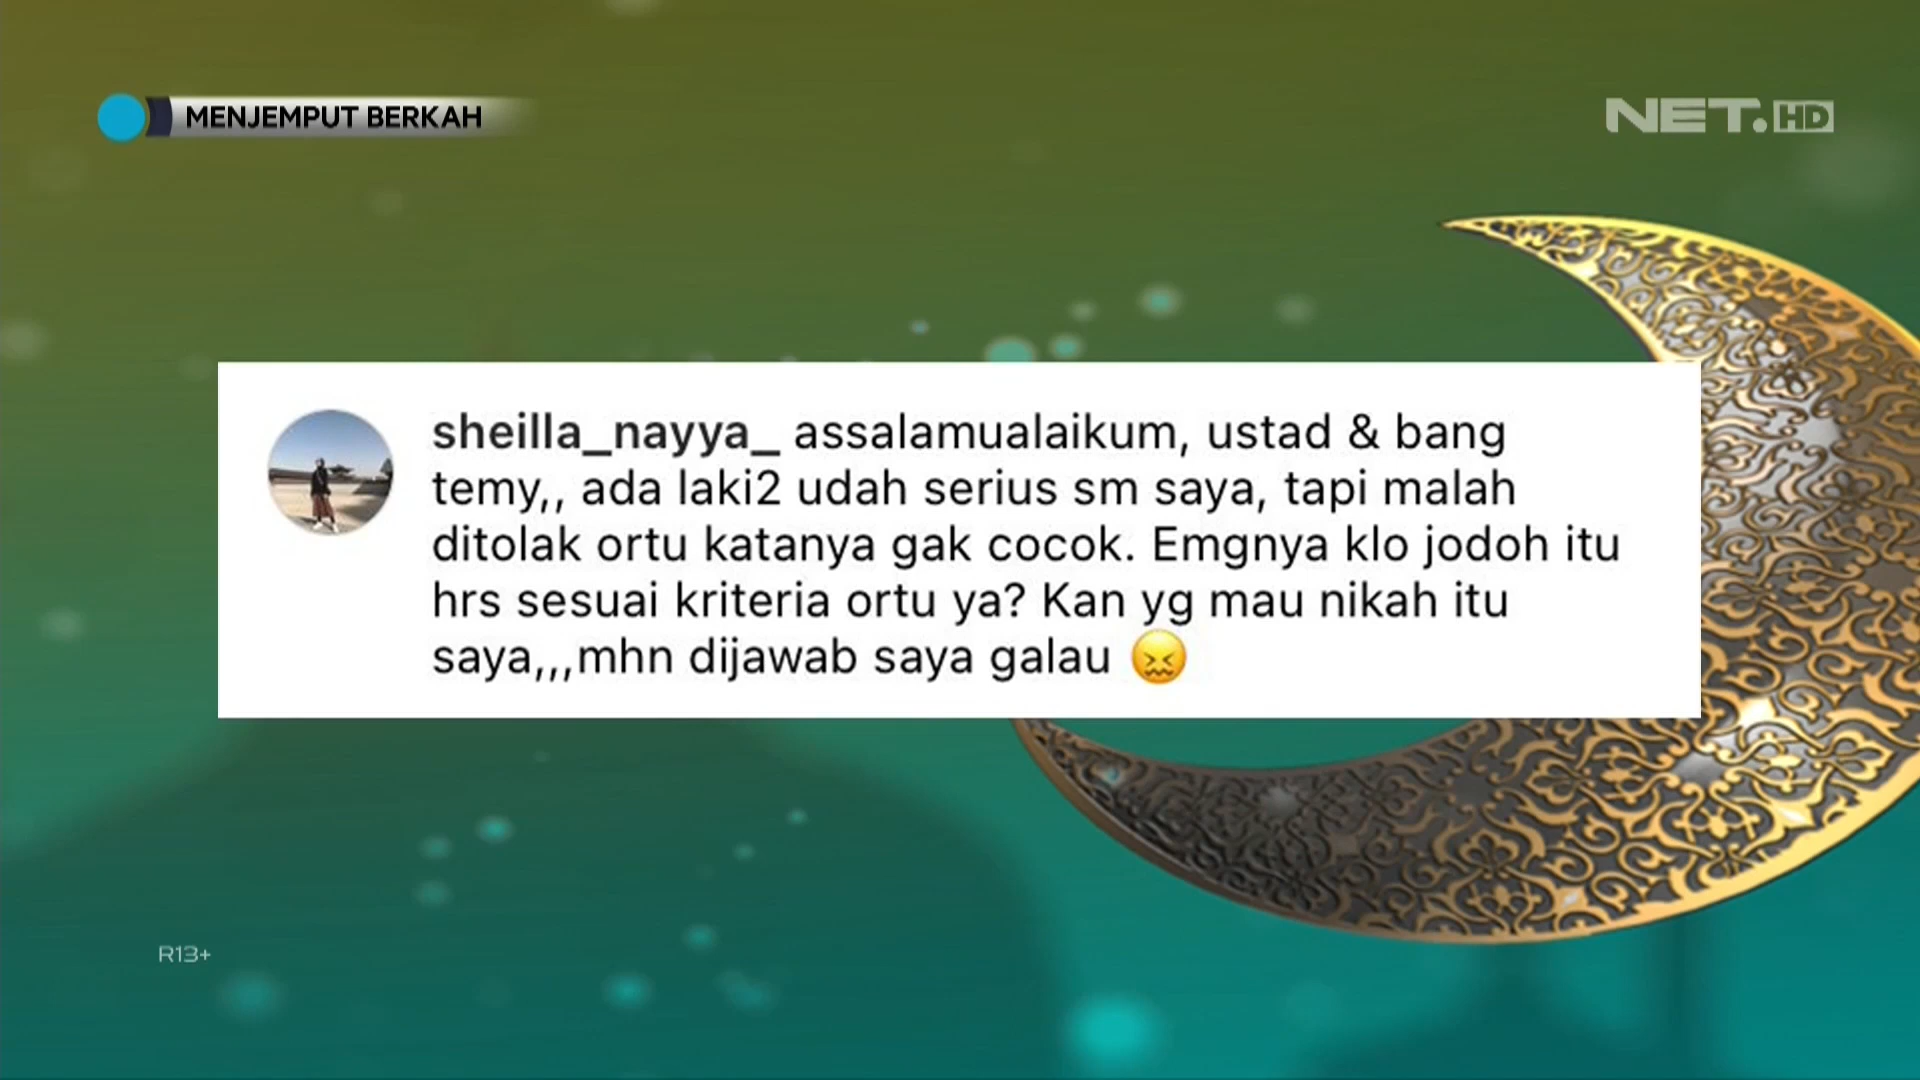 MENJEMPUT BERKAH
NET.HD
sheilla_nayya_ assalamualaikum, ustad & bang
temy,, ada laki2 udah serius sm saya, tapi malah
ditolak ortu katanya gak cocok. Emgnya klo jodoh itu
hrs sesuai kriteria ortu ya? Kan yg mau nikah itu
saya,,,mhn dijawab saya galau 😖
R13+